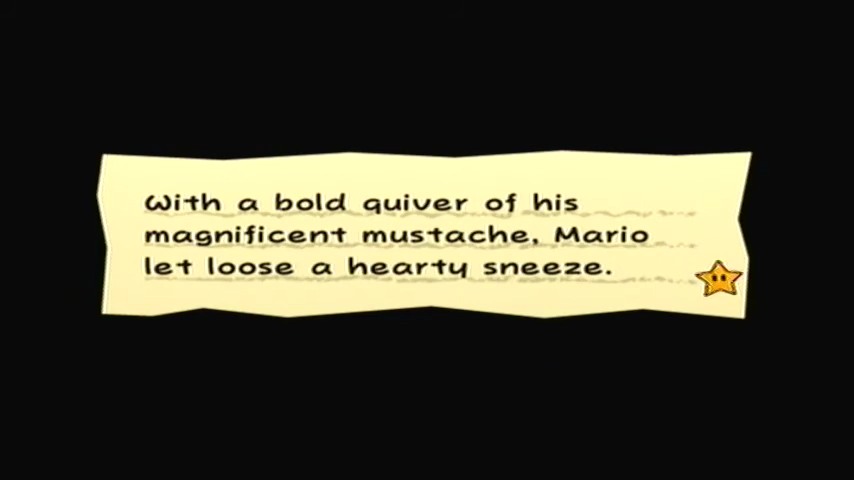 With a bold quiver of his
magnificent mustache, Mario
let loose a hearty sneeze.